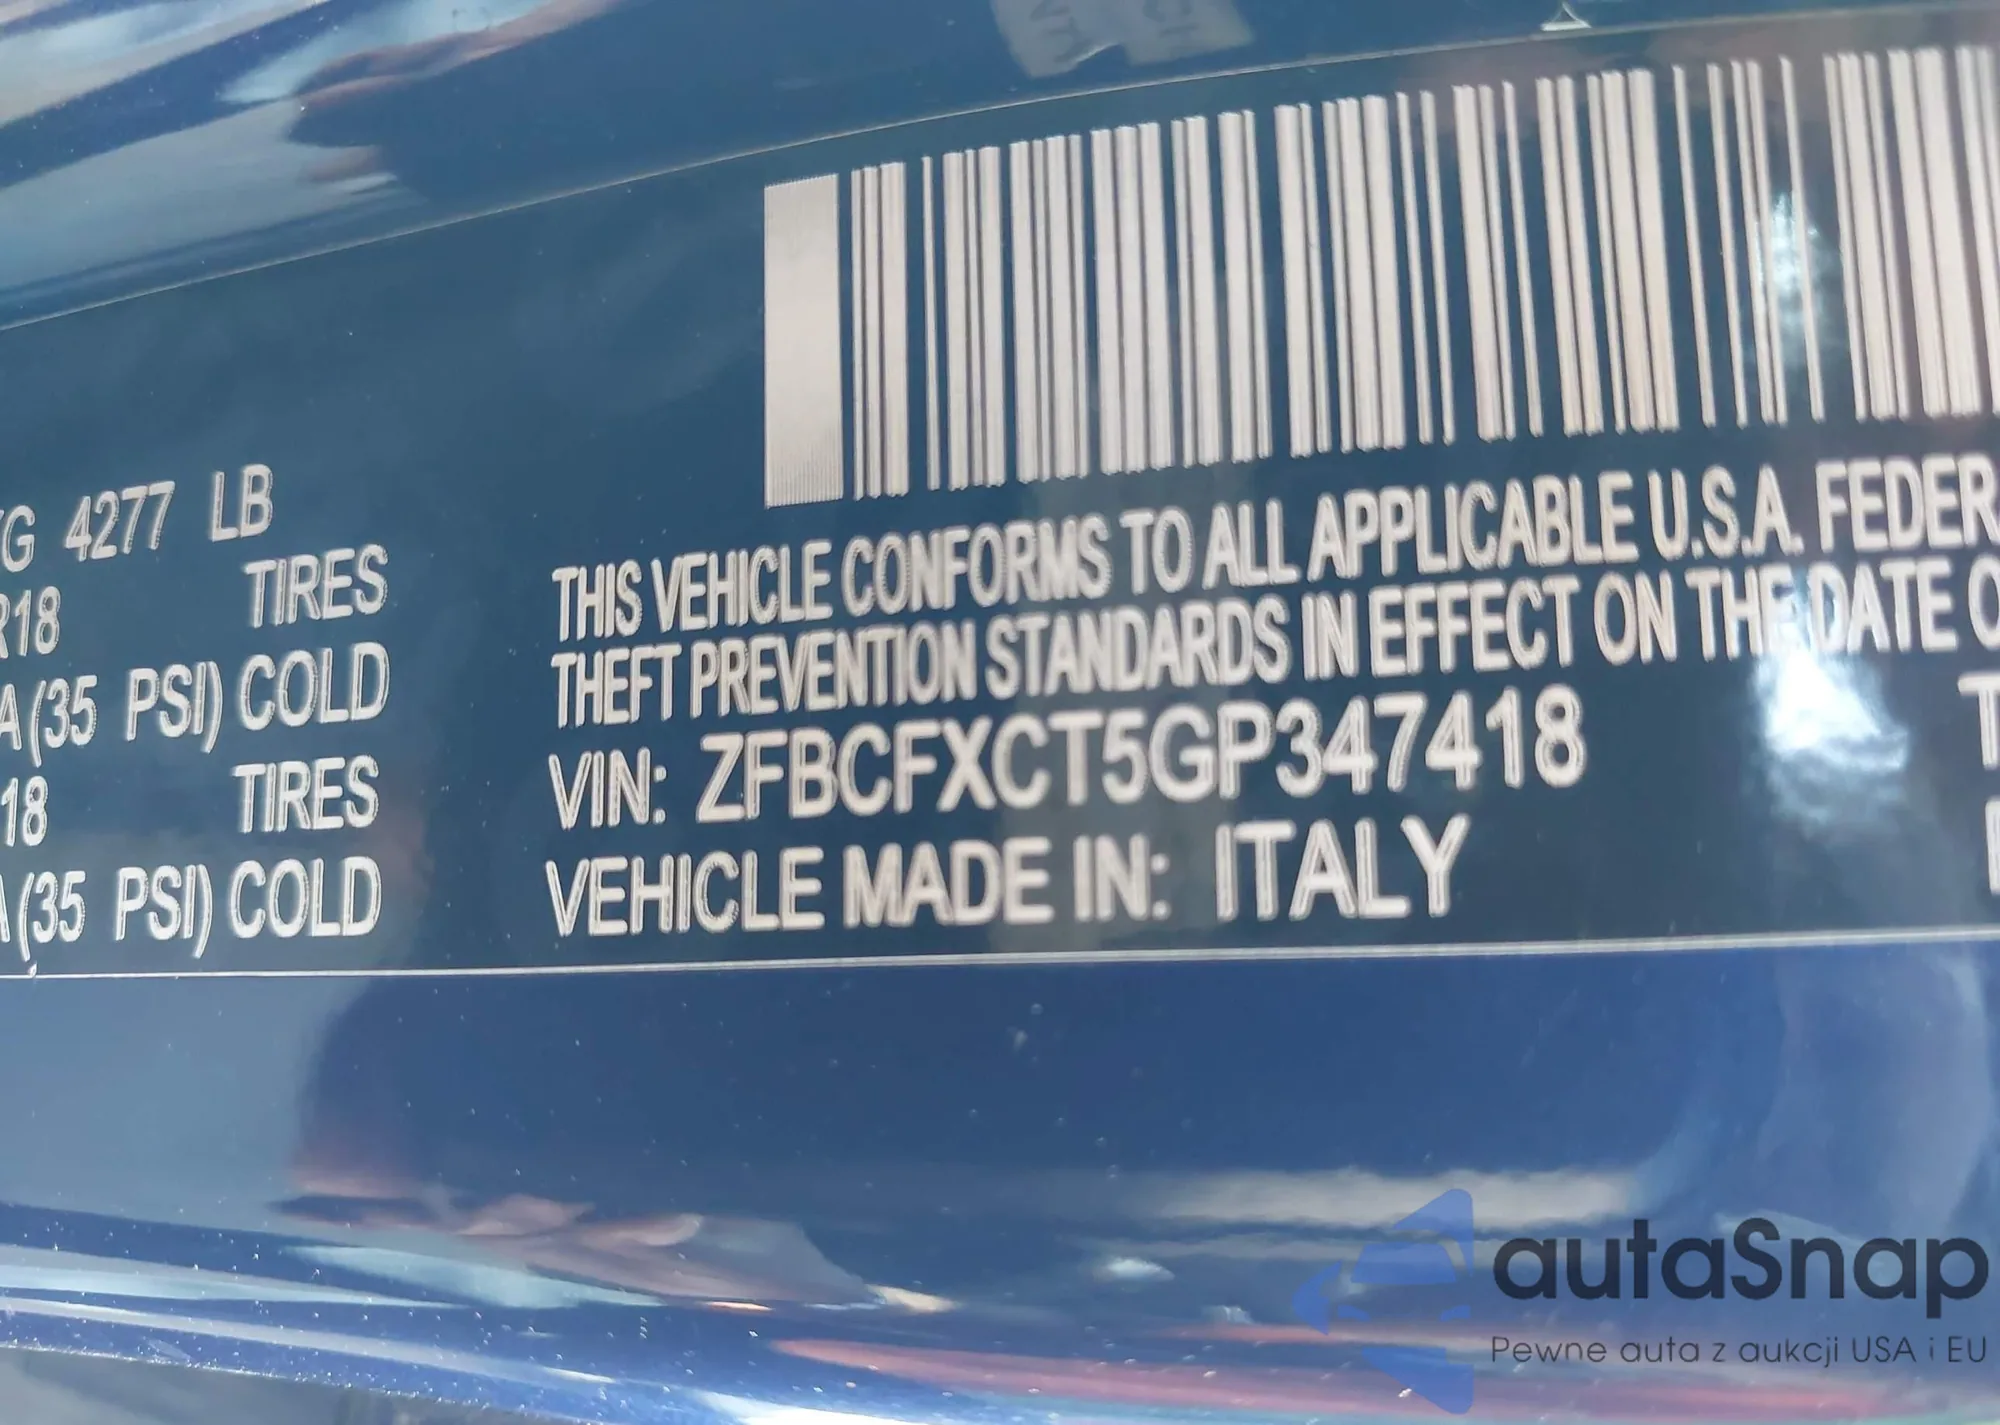 4277 LB
TIRES
(35 PSI) COLD
18 TIRES
(35 PSI) COLD
THIS VEHICLE CONFORMS TO ALL APPLICABLE U.S.A. FEDER
THEFT PREVENTION STANDARDS IN EFFECT ON THE DATE O
VIN: ZFBCFXCT5GP347418
VEHICLE MADE IN: ITALY
autaSnap
Pewne auta z aukcji USA i EU